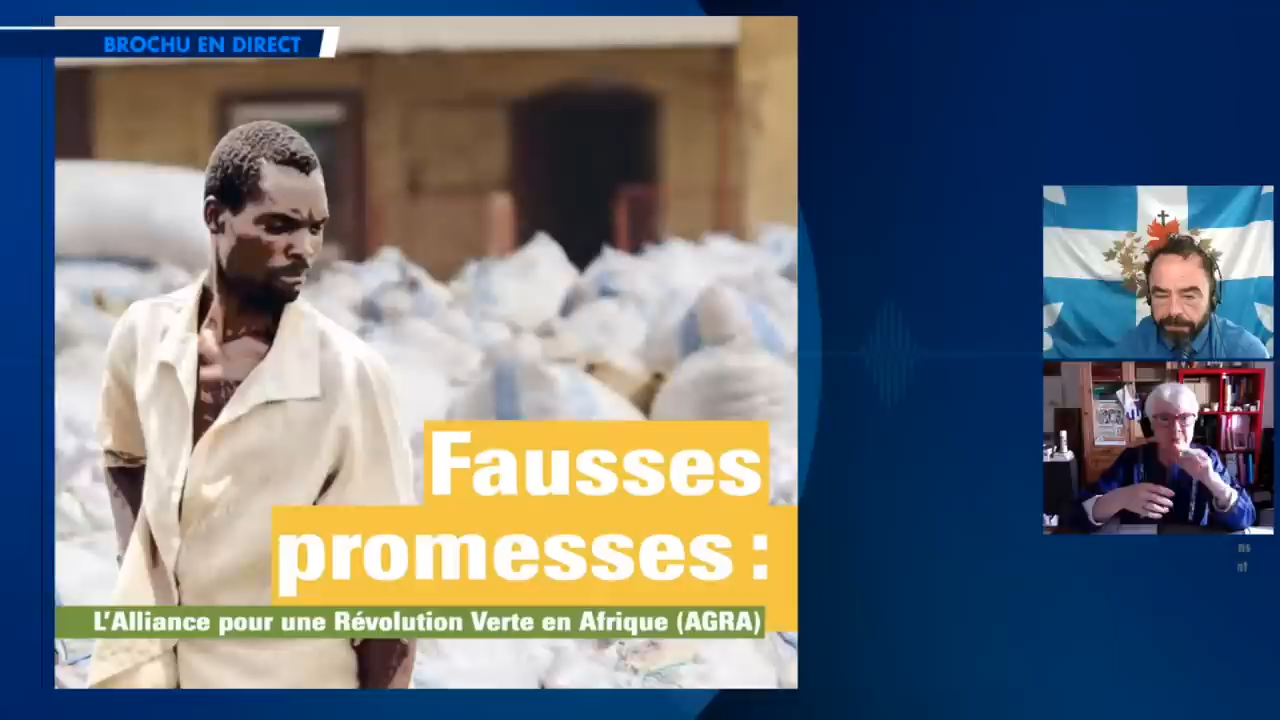 BROCHU EN DIRECT
Fausses
promesses :
L'Alliance pour une Révolution Verte en Afrique (AGRA)